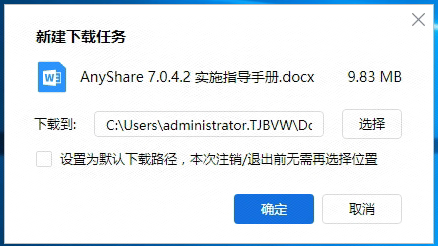 新建下载任务
AnyShare 7.0.4.2 实施指导手册.docx 9.83 MB
下载到: C:\Users\administrator.TJBVW\Dc 选择
设置为默认下载路径，本次注销/退出前无需再选择位置
确定 取消